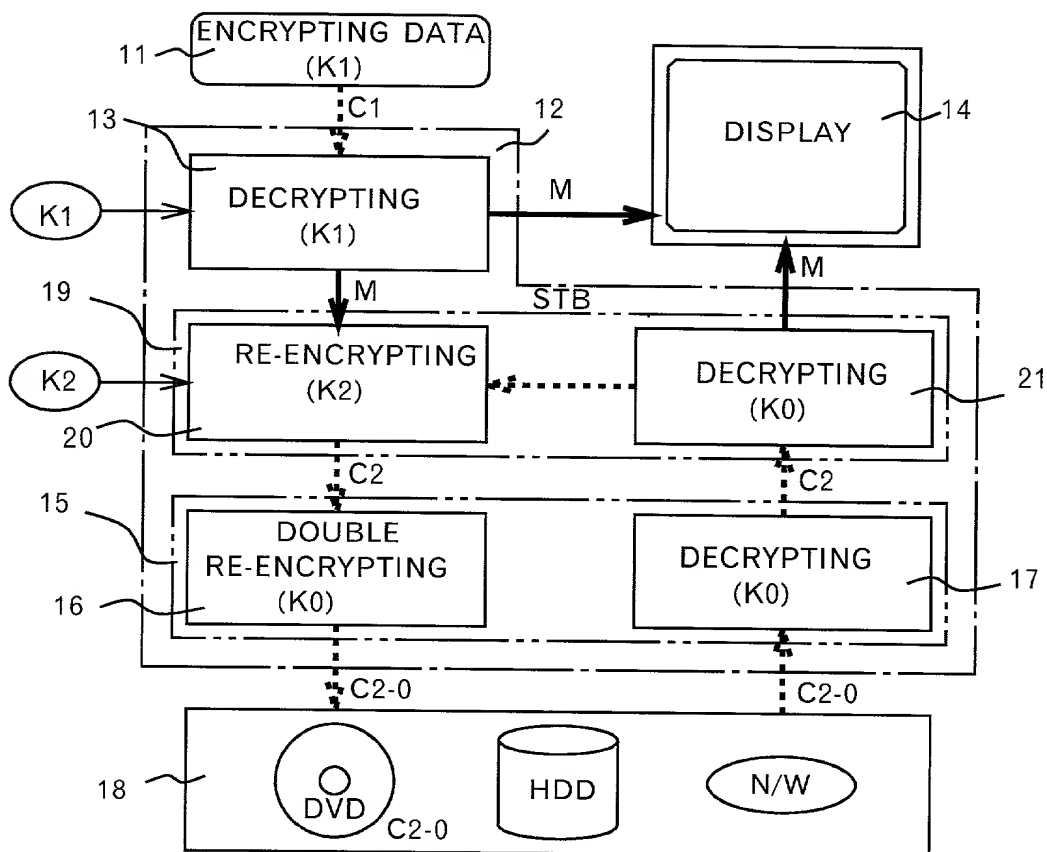 ENCRYPTING DATA
(K1)
11
C1
13
12
14
DISPLAY
K1
DECRYPTING
(K1)
M
M
M
STB
19
K2
RE-ENCRYPTING
(K2)
20
DECRYPTING
(K0)
21
C2
C2
15
DOUBLE
RE-ENCRYPTING
(K0)
16
DECRYPTING
(K0)
17
C2-0
C2-0
18
DVD
C2-0
HDD
N/W